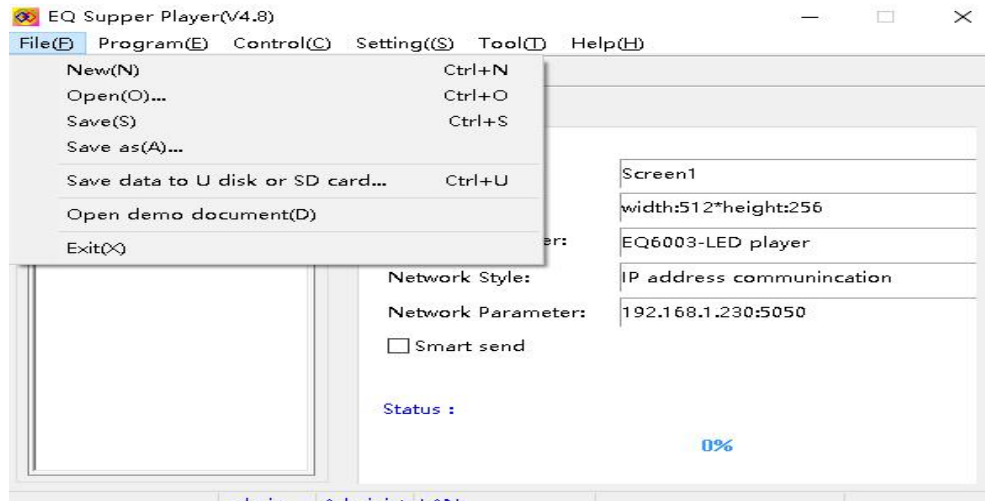 EQ Supper Player(V4.8)
File(F) Program(E) Control(C) Setting((S) Tool(T) Help(H)
New(N) Ctrl+N
Open(O)... Ctrl+O
Save(S) Ctrl+S
Save as(A)...
Save data to U disk or SD card... Ctrl+U
Open demo document(D)
Exit(X)
Screen1
width:512*height:256
er: EQ6003-LED player
Network Style: IP address communincation
Network Parameter: 192.168.1.230:5050
Smart send
Status :
0%